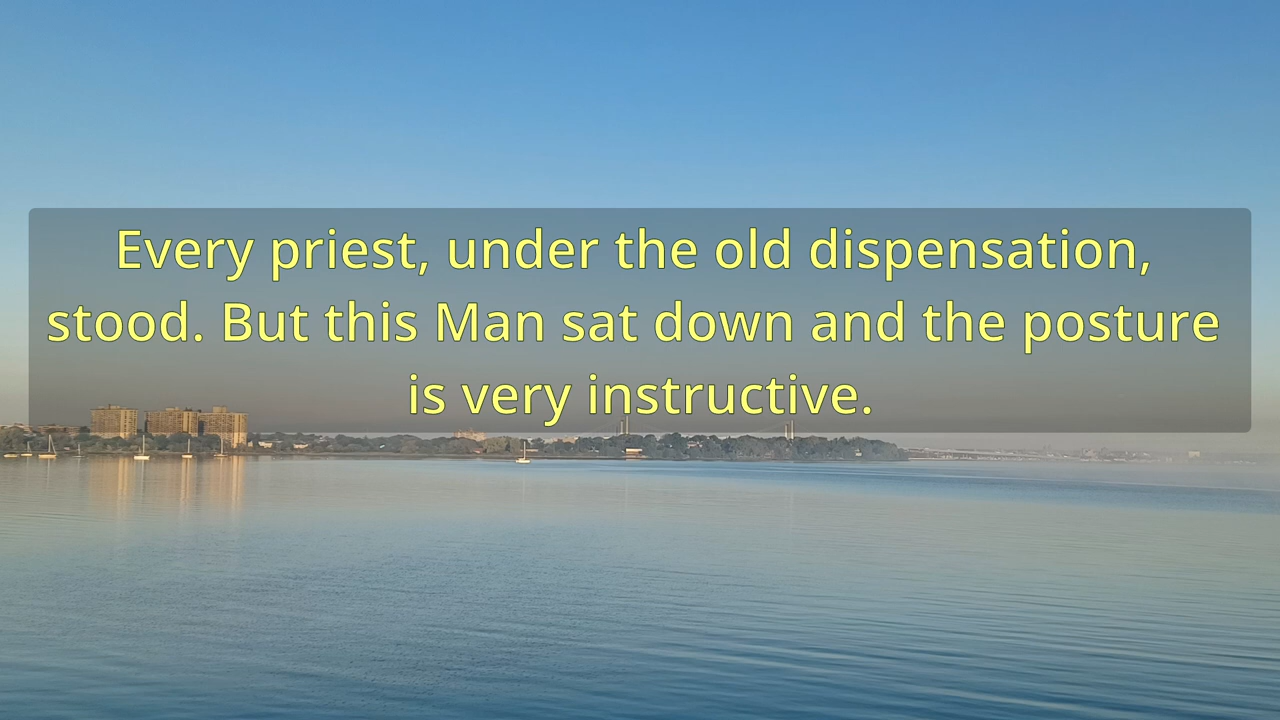 Every priest, under the old dispensation,
stood. But this Man sat down and the posture
is very instructive.